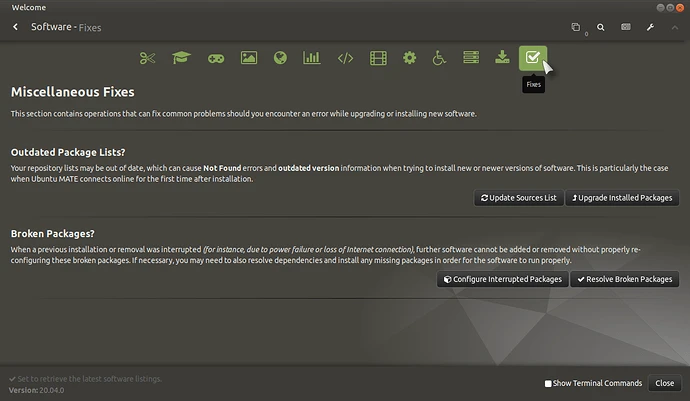 Welcome
Software - Fixes
0
Fixes
Miscellaneous Fixes
This section contains operations that can fix common problems should you encounter an error while upgrading or installing new software.
Outdated Package Lists?
Your repository lists may be out of date, which can cause Not Found errors and outdated version information when trying to install new or newer versions of software. This is particularly the case
when Ubuntu MATE connects online for the first time after installation.
Update Sources List
Upgrade Installed Packages
Broken Packages?
When a previous installation or removal was interrupted (for instance, due to power failure or loss of Internet connection), further software cannot be added or removed without properly re-
configuring these broken packages. If necessary, you may need to also resolve dependencies and install any missing packages in order for the software to run properly.
Configure Interrupted Packages
Resolve Broken Packages
Set to retrieve the latest software listings.
Version: 20.04.0
Show Terminal Commands
Close